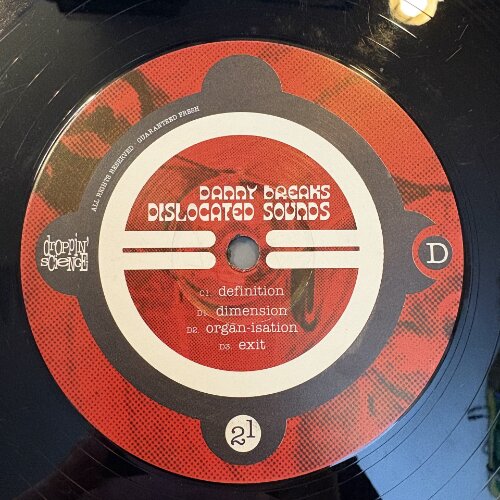 ALL RIGHTS RESERVED. GUARANTEED FRESH
DANNY BREAKS
DISLOCATED SOUNDS
droppin'
science
D
C1. definition
D1. dimension
D2. orgãn-isation
D3. exit
21